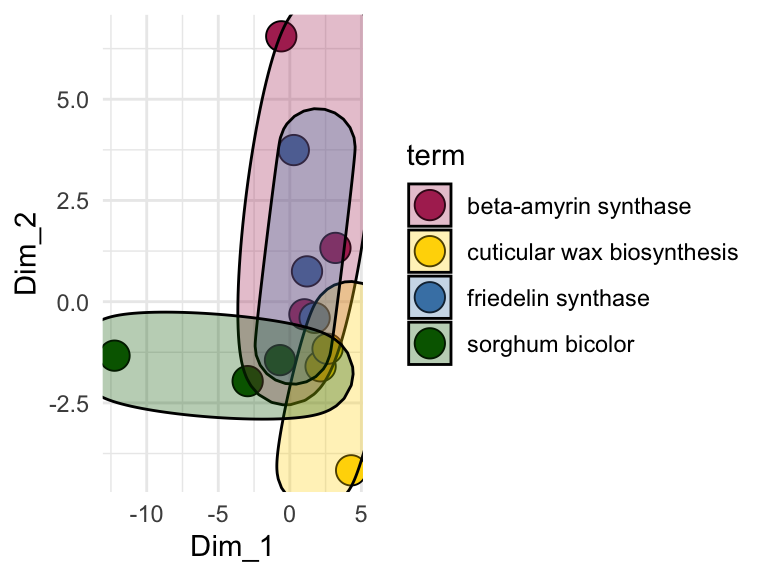 5.0
2.5
0.0
-2.5
Dim_2
-10 -5 0 5
Dim_1
term
beta-amyrin synthase
cuticular wax biosynthesis
friedelin synthase
sorghum bicolor